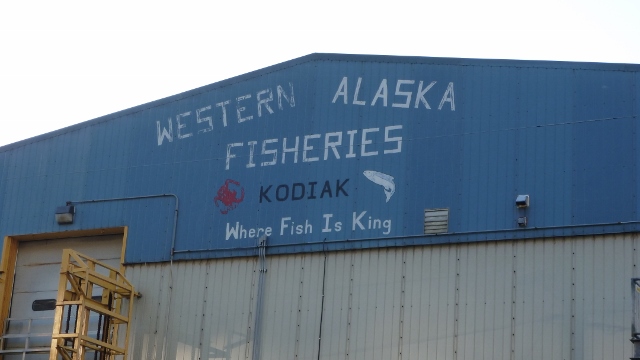 WESTERN ALASKA
FISHERIES
KODIAK
Where Fish Is King